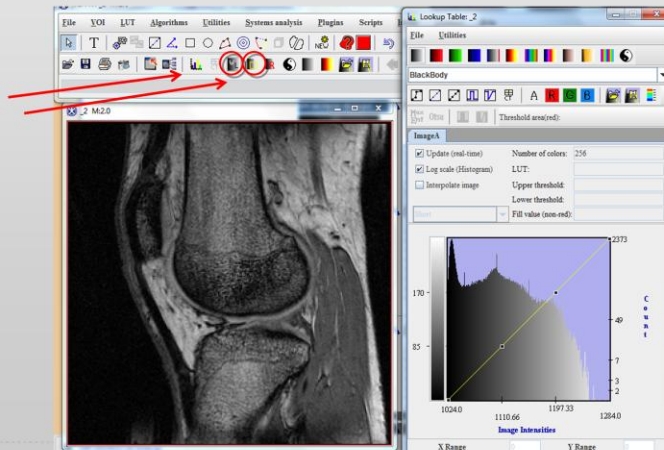 File VOI LUT Algorithms Utilities Systems analysis Plugins Scripts
T
NEW
R
_2 M:2.0
Lookup Table: _2
File Utilities
BlackBody
A R G B
Otsu
Threshold area(red):
ImageA
Update (real-time) Number of colors: 256
Log scale (Histogram) LUT:
Interpolate image Upper threshold:
Lower threshold:
Fill value (non-red):
2373
170
49
85
7
3
2
Count
1024.0 1110.66 1197.33 1284.0
Image Intensities
X Range Y Range